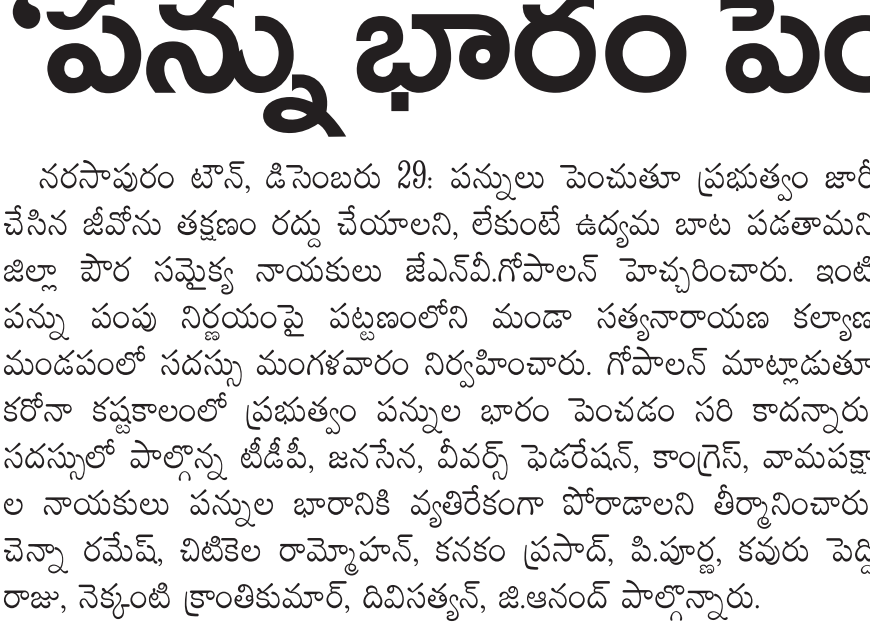 ‘పన్ను భారం పెం
నరసాపురం టౌన్, డిసెంబరు 29: పన్నులు పెంచుతూ ప్రభుత్వం జారీ
చేసిన జీవోను తక్షణం రద్దు చేయాలని, లేకుంటే ఉద్యమ బాట పడతామని
జిల్లా పౌర సమైక్య నాయకులు జేఎన్‌వీ.గోపాలన్ హెచ్చరించారు. ఇంటి
పన్ను పంపు నిర్ణయంపై పట్టణంలోని మండా సత్యనారాయణ కల్యాణ
మండపంలో సదస్సు మంగళవారం నిర్వహించారు. గోపాలన్ మాట్లాడుతూ
కరోనా కష్టకాలంలో ప్రభుత్వం పన్నుల భారం పెంచడం సరి కాదన్నారు
సదస్సులో పాల్గొన్న టీడీపీ, జనసేన, వీవర్స్ ఫెడరేషన్, కాంగ్రెస్, వామపక్షా
ల నాయకులు పన్నుల భారానికి వ్యతిరేకంగా పోరాడాలని తీర్మానించారు
చెన్నా రమేష్, చిటికెల రామ్మోహన్, కనకం ప్రసాద్, పి.పూర్ణ, కవురు పెద్ది
రాజు, నెక్కంటి క్రాంతికుమార్, దివిసత్యన్, జి.ఆనంద్ పాల్గొన్నారు.